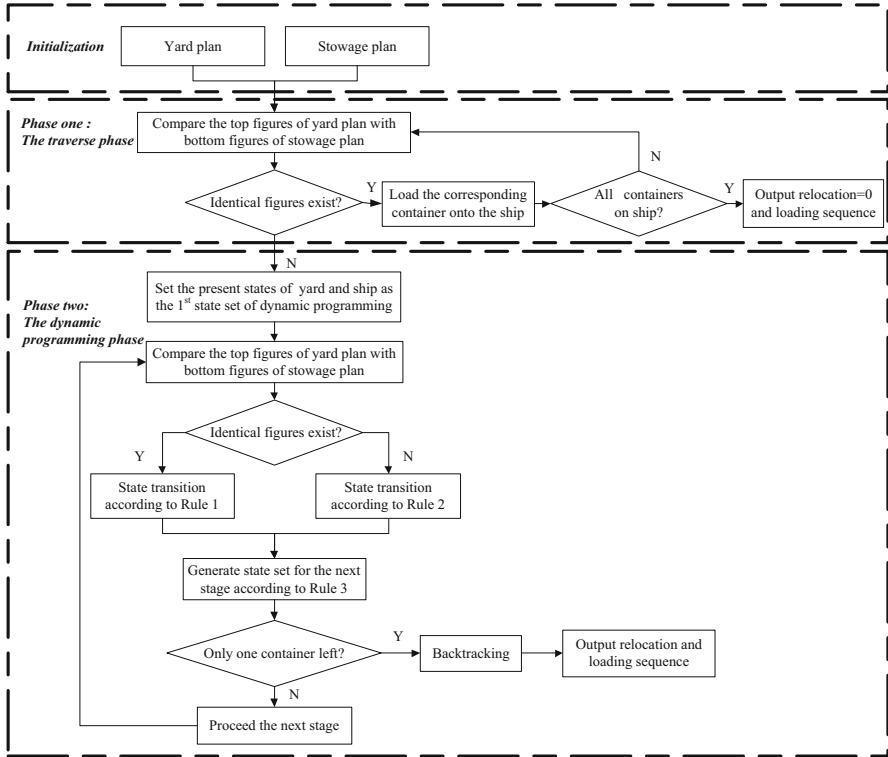 Initialization
Yard plan
Stowage plan
Phase one :
The traverse phase
Compare the top figures of yard plan with
bottom figures of stowage plan
N
Identical figures exist?
Y
Load the corresponding
container onto the ship
All containers
on ship?
Y
Output relocation=0
and loading sequence
N
Phase two:
The dynamic
programming phase
Set the present states of yard and ship as
the 1st state set of dynamic programming
Compare the top figures of yard plan with
bottom figures of stowage plan
Identical figures exist?
Y
N
State transition
according to Rule 1
State transition
according to Rule 2
Generate state set for the next
stage according to Rule 3
Only one container left?
Y
Backtracking
Output relocation and
loading sequence
N
Proceed the next stage